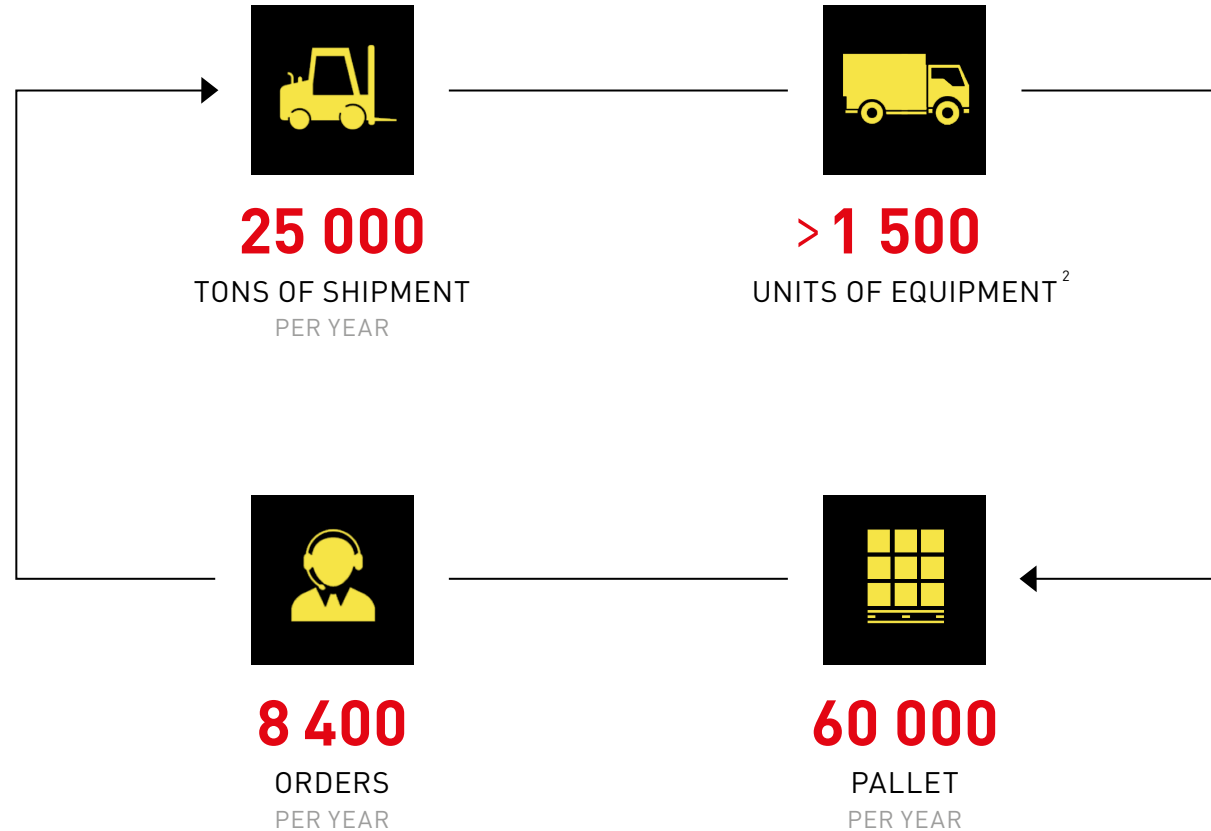 25 000
TONS OF SHIPMENT
PER YEAR
> 1 500
UNITS OF EQUIPMENT ²
8 400
ORDERS
PER YEAR
60 000
PALLET
PER YEAR